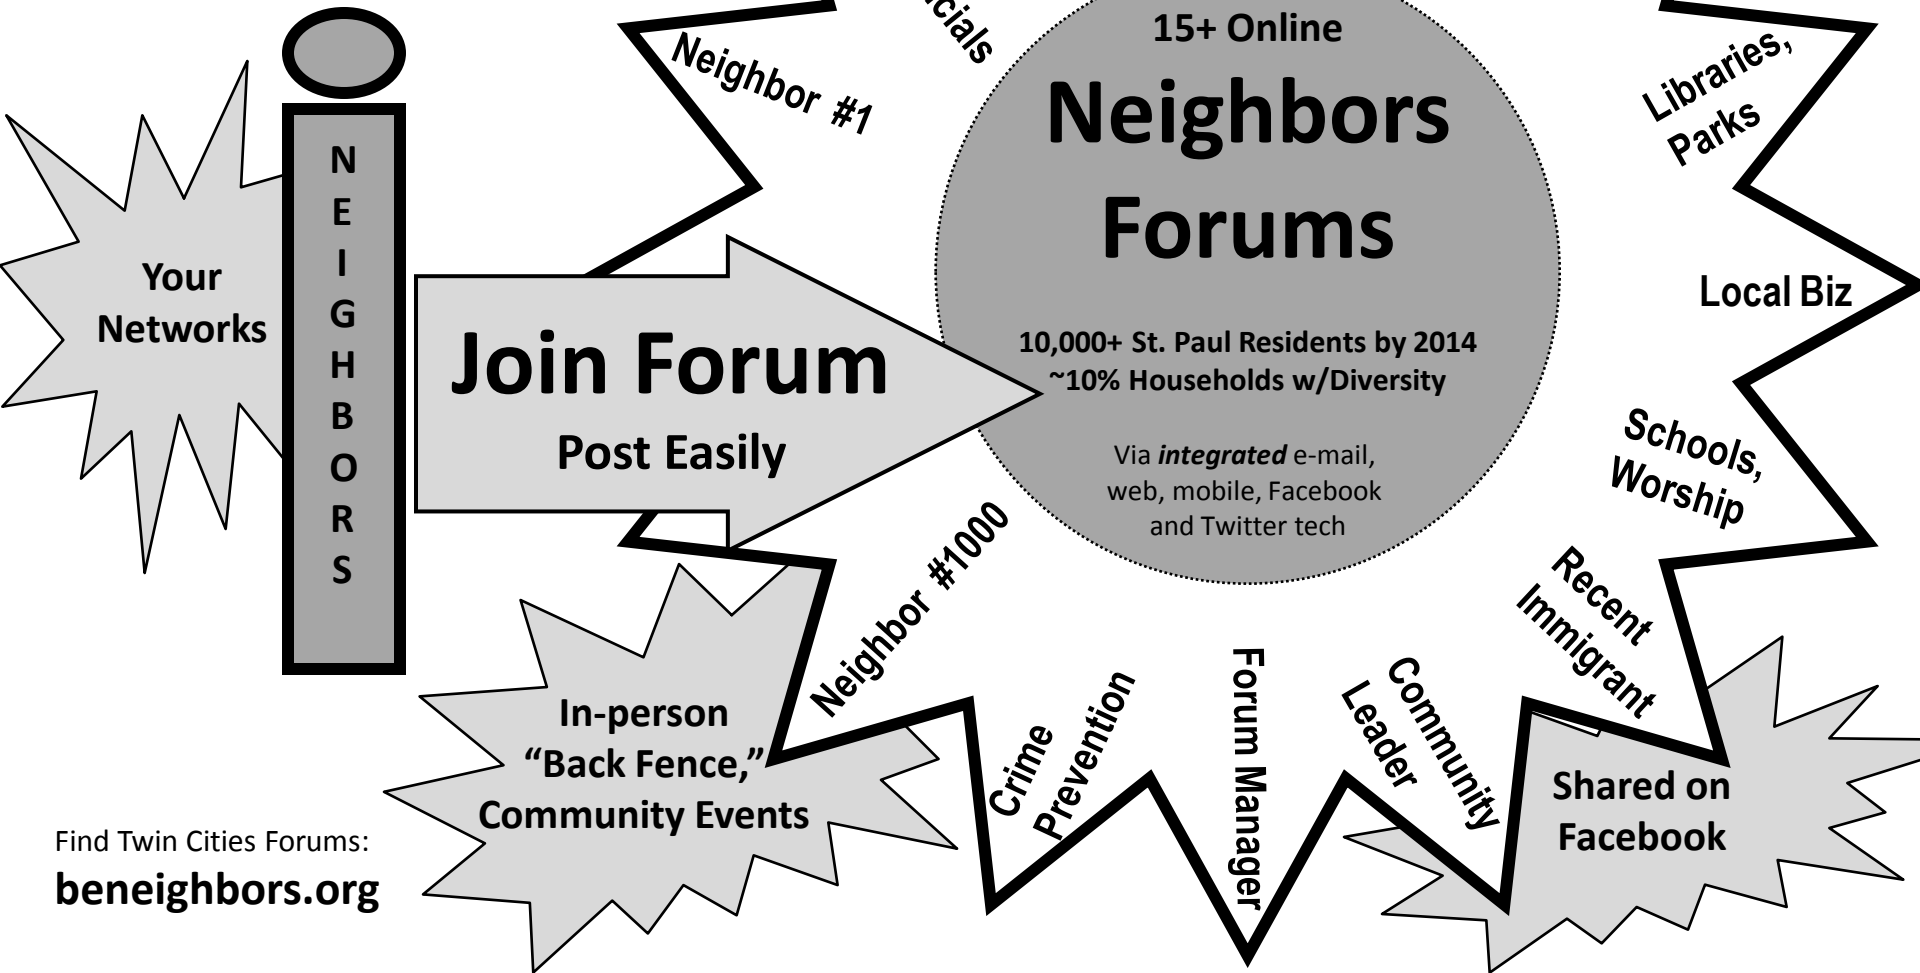 15+ Online
Neighbors
Forums
10,000+ St. Paul Residents by 2014
~10% Households w/Diversity
Via integrated e-mail,
web, mobile, Facebook
and Twitter tech
Neighbor #1
Libraries,
Parks
Local Biz
Schools,
Worship
Recent
Immigrant
Community
Leader
Forum Manager
Crime
Prevention
Neighbor #1000
Your
Networks
NEIGHBORS
Join Forum
Post Easily
In-person
“Back Fence,”
Community Events
Shared on
Facebook
Find Twin Cities Forums:
beneighbors.org